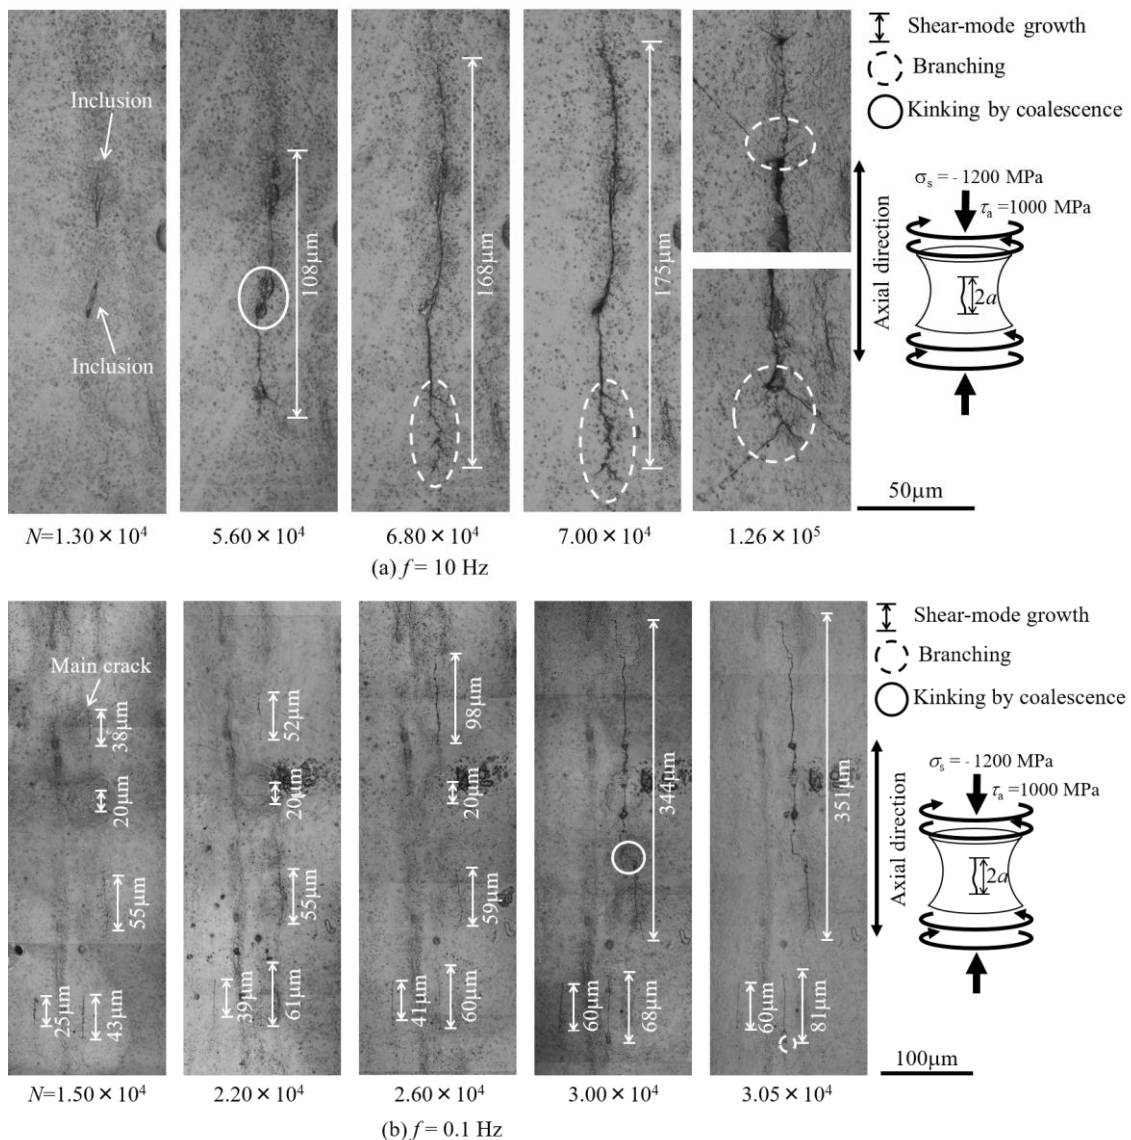 Inclusion
Inclusion
108μm
168μm
175μm
Shear-mode growth
Branching
Kinking by coalescence
Axial direction
σs = - 1200 MPa
τa =1000 MPa
2a
50μm
N=1.30 × 10⁴
5.60 × 10⁴
6.80 × 10⁴
7.00 × 10⁴
1.26 × 10⁵
(a) f = 10 Hz
Main crack
38μm
20μm
55μm
25μm
43μm
52μm
20μm
55μm
39μm
61μm
98μm
20μm
59μm
41μm
60μm
344μm
60μm
68μm
351μm
60μm
81μm
Shear-mode growth
Branching
Kinking by coalescence
Axial direction
σs = - 1200 MPa
τa =1000 MPa
2a
100μm
N=1.50 × 10⁴
2.20 × 10⁴
2.60 × 10⁴
3.00 × 10⁴
3.05 × 10⁴
(b) f = 0.1 Hz